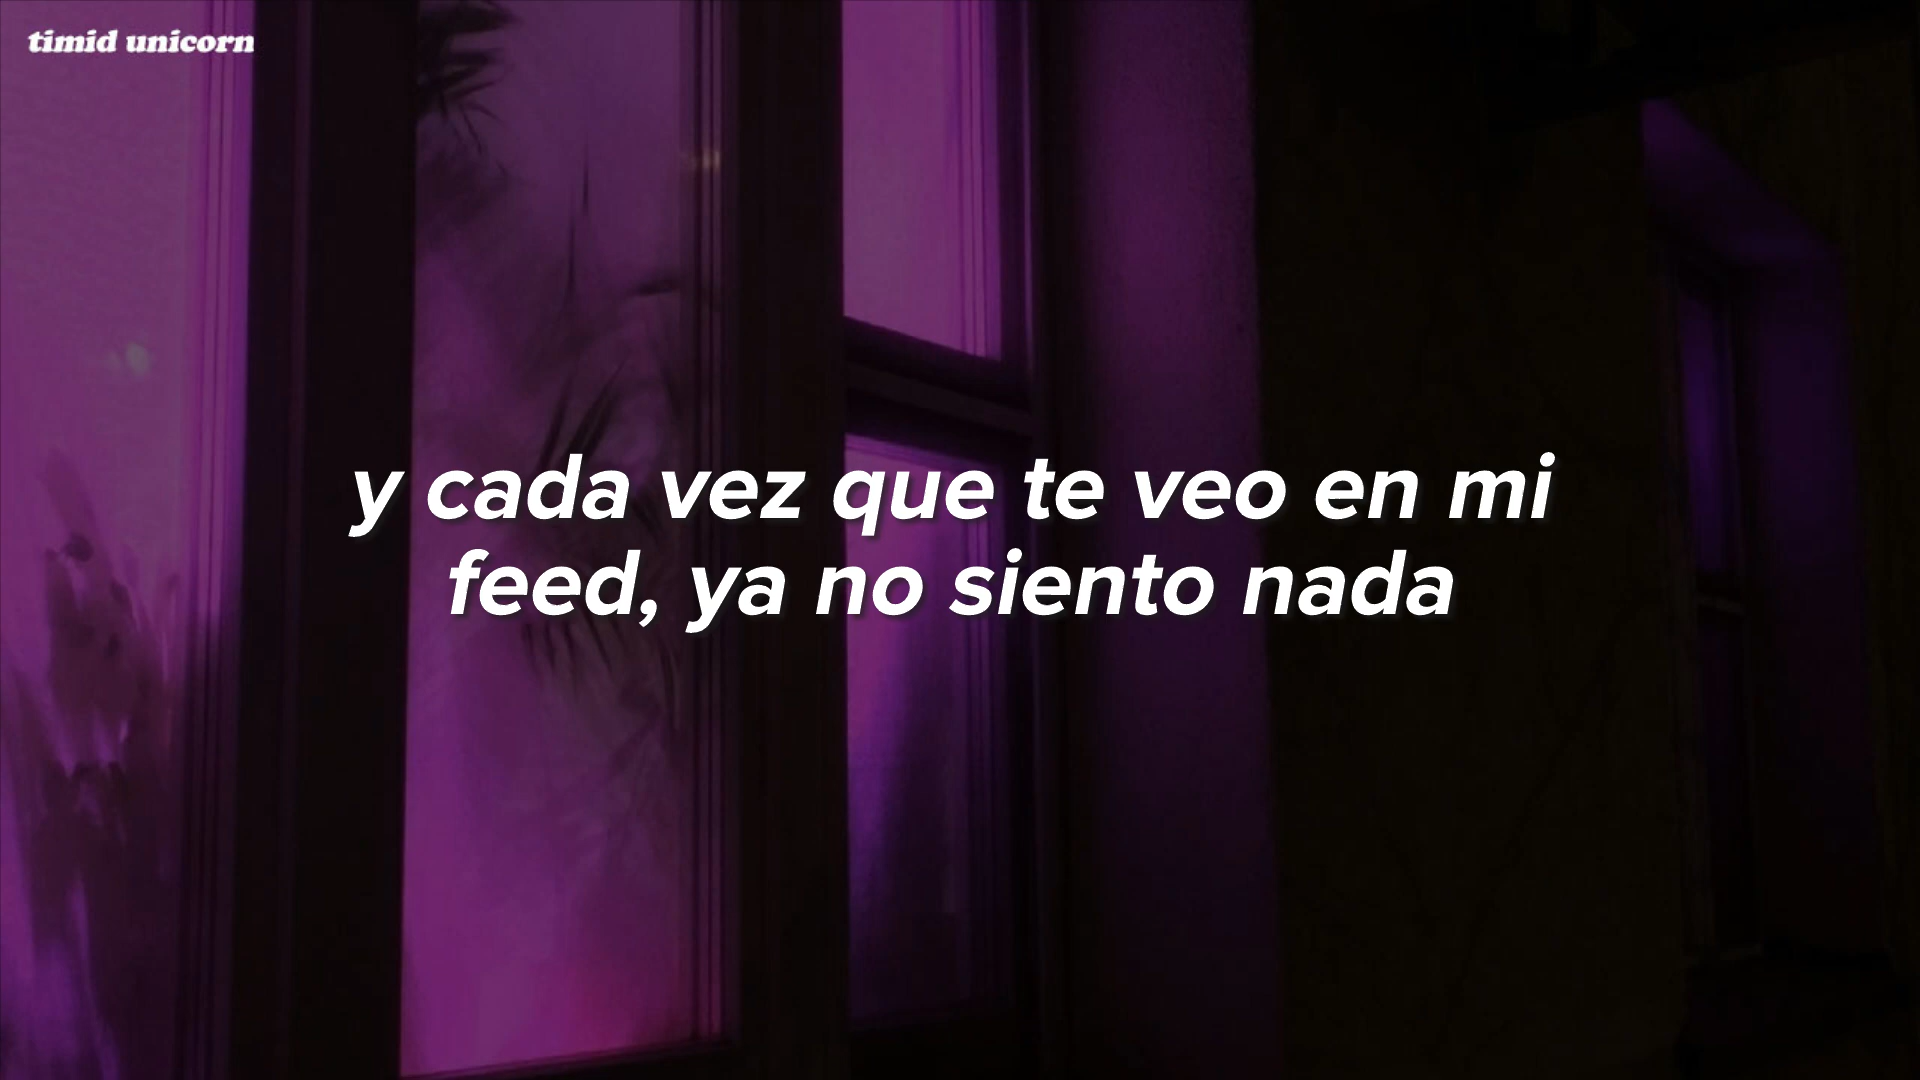 timid unicorn
y cada vez que te veo en mi
feed, ya no siento nada